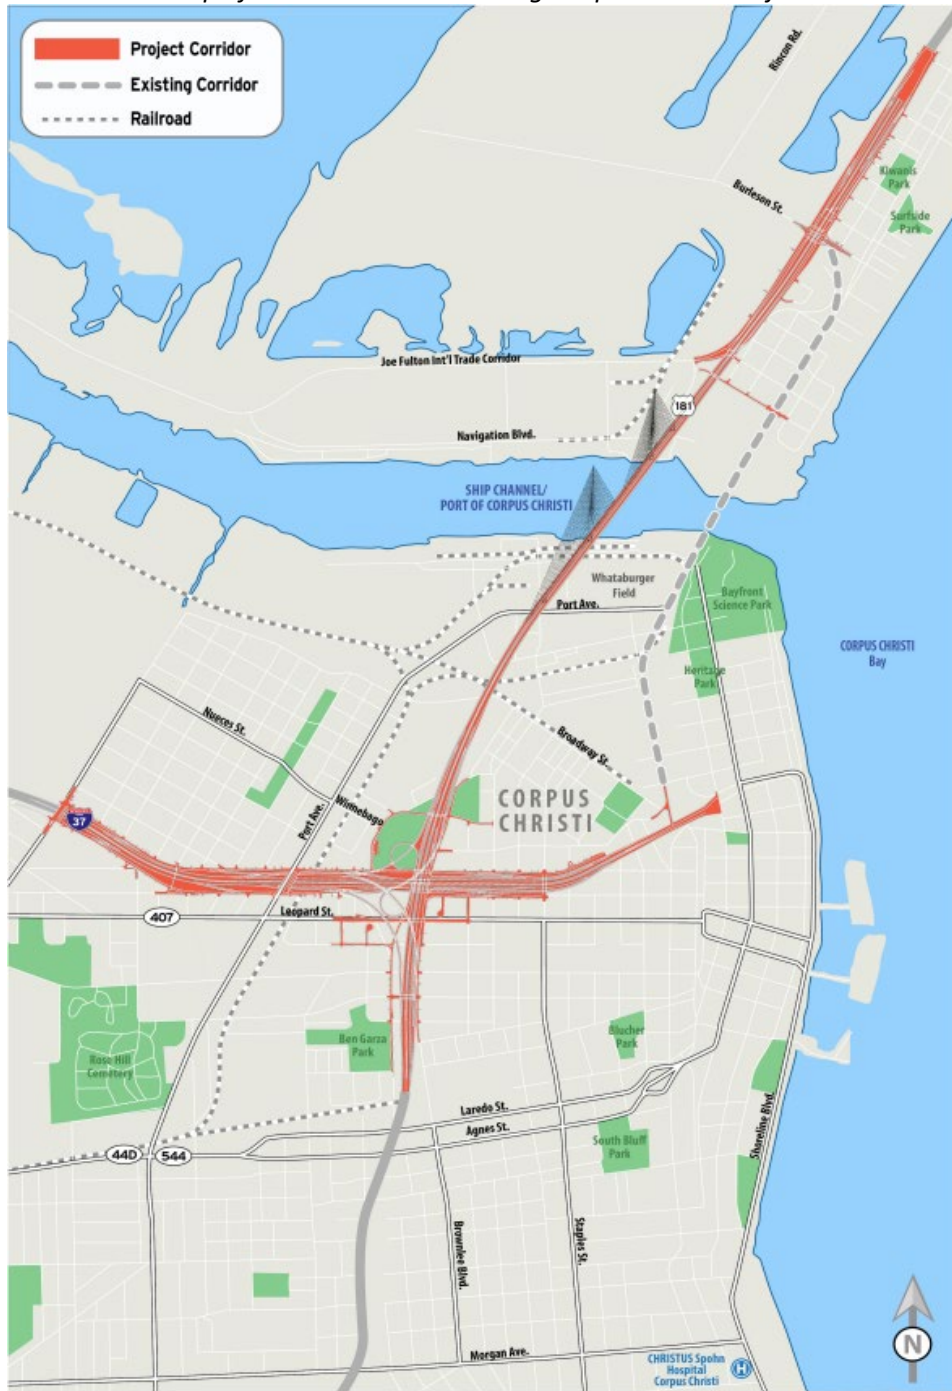 Project Corridor
Existing Corridor
Railroad
Rincon Rd.
Kiwanis
Park
Burleson St.
Surfside
Park
Joe Fulton Int'l Trade Corridor
181
Navigation Blvd.
SHIP CHANNEL/
PORT OF CORPUS CHRISTI
Whataburger
Field
Port Ave.
Bayfront
Science Park
CORPUS CHRISTI
Bay
Heritage
Park
Nueces St.
Broadway St.
CORPUS
CHRISTI
Winnebago
Port Ave.
37
Leopard St.
407
Ben Garza
Park
Blucher
Park
Rose Hill
Cemetery
Laredo St.
Agnes St.
South Bluff
Park
Shoreline Blvd.
44D
544
Brownlee Blvd.
Staples St.
Morgan Ave.
CHRISTUS Spohn
Hospital
Corpus Christi
H
N